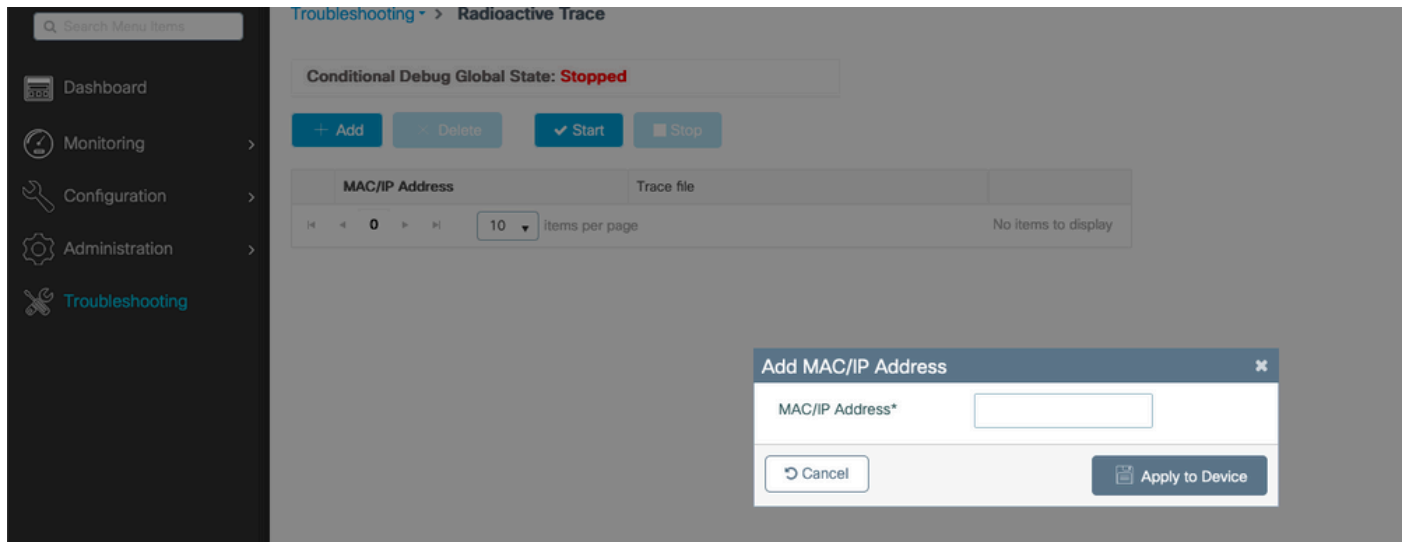 Search Menu Items
Dashboard
Monitoring
Configuration
Administration
Troubleshooting
Troubleshooting > Radioactive Trace
Conditional Debug Global State: Stopped
+ Add × Delete ✔ Start Stop
MAC/IP Address Trace file
0 10 items per page No items to display
Add MAC/IP Address
MAC/IP Address*
Cancel Apply to Device